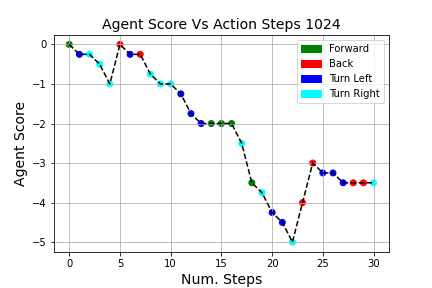 Agent Score Vs Action Steps 1024
Forward
Back
Turn Left
Turn Right
Agent Score
0
−1
−2
−3
−4
−5
0 5 10 15 20 25 30
Num. Steps